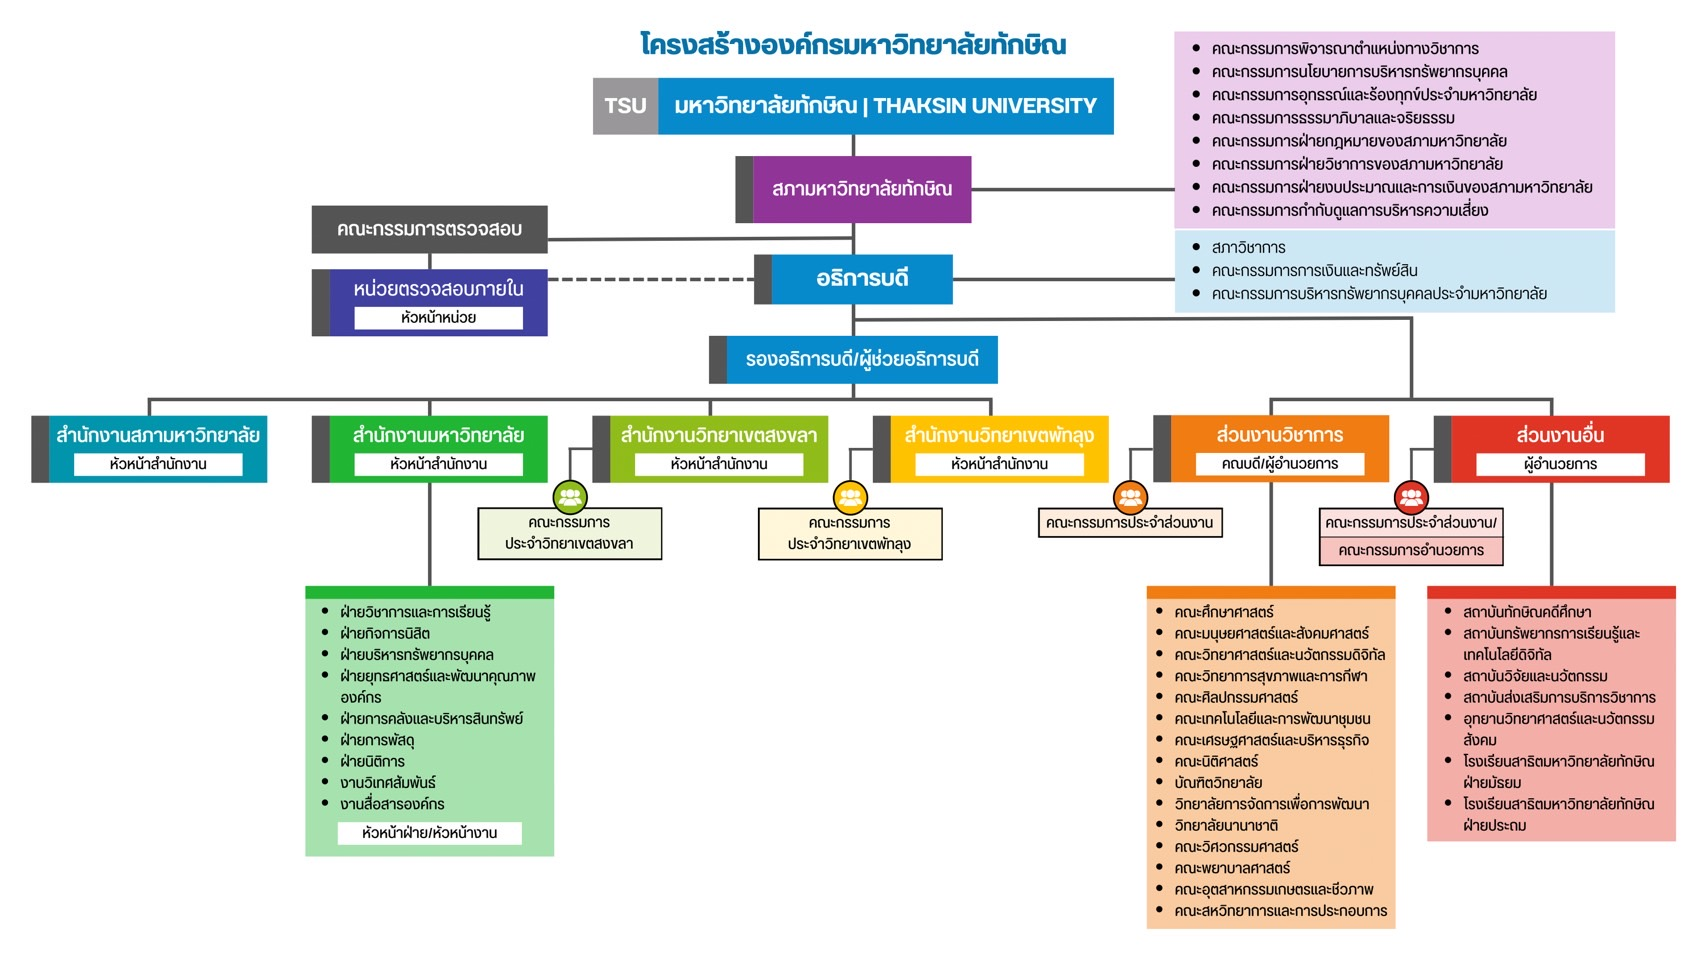 โครงสร้างองค์กรมหาวิทยาลัยทักษิณ
TSU มหาวิทยาลัยทักษิณ | THAKSIN UNIVERSITY
สภามหาวิทยาลัยทักษิณ
• คณะกรรมการพิจารณาตำแหน่งทางวิชาการ
• คณะกรรมการนโยบายการบริหารทรัพยากรบุคคล
• คณะกรรมการอุทธรณ์และร้องทุกข์ประจำมหาวิทยาลัย
• คณะกรรมการธรรมาภิบาลและจริยธรรม
• คณะกรรมการฝ่ายกฎหมายของสภามหาวิทยาลัย
• คณะกรรมการฝ่ายวิชาการของสภามหาวิทยาลัย
• คณะกรรมการฝ่ายงบประมาณและการเงินของสภามหาวิทยาลัย
• คณะกรรมการกำกับดูแลการบริหารความเสี่ยง
คณะกรรมการตรวจสอบ
หน่วยตรวจสอบภายใน
หัวหน้าหน่วย
อธิการบดี
• สภาวิชาการ
• คณะกรรมการการเงินและทรัพย์สิน
• คณะกรรมการบริหารทรัพยากรบุคคลประจำมหาวิทยาลัย
รองอธิการบดี/ผู้ช่วยอธิการบดี
สำนักงานสภามหาวิทยาลัย
หัวหน้าสำนักงาน
สำนักงานมหาวิทยาลัย
หัวหน้าสำนักงาน
สำนักงานวิทยาเขตสงขลา
หัวหน้าสำนักงาน
คณะกรรมการ
ประจำวิทยาเขตสงขลา
สำนักงานวิทยาเขตพัทลุง
หัวหน้าสำนักงาน
คณะกรรมการ
ประจำวิทยาเขตพัทลุง
ส่วนงานวิชาการ
คณบดี/ผู้อำนวยการ
คณะกรรมการประจำส่วนงาน
ส่วนงานอื่น
ผู้อำนวยการ
คณะกรรมการประจำส่วนงาน/
คณะกรรมการอำนวยการ
• ฝ่ายวิชาการและการเรียนรู้
• ฝ่ายกิจการนิสิต
• ฝ่ายบริหารทรัพยากรบุคคล
• ฝ่ายยุทธศาสตร์และพัฒนาคุณภาพ
องค์กร
• ฝ่ายการคลังและบริหารสินทรัพย์
• ฝ่ายการพัสดุ
• ฝ่ายนิติการ
• งานวิเทศสัมพันธ์
• งานสื่อสารองค์กร
หัวหน้าฝ่าย/หัวหน้างาน
• คณะศึกษาศาสตร์
• คณะมนุษยศาสตร์และสังคมศาสตร์
• คณะวิทยาศาสตร์และนวัตกรรมดิจิทัล
• คณะวิทยาการสุขภาพและการกีฬา
• คณะศิลปกรรมศาสตร์
• คณะเทคโนโลยีและการพัฒนาชุมชน
• คณะเศรษฐศาสตร์และบริหารธุรกิจ
• คณะนิติศาสตร์
• บัณฑิตวิทยาลัย
• วิทยาลัยการจัดการเพื่อการพัฒนา
• วิทยาลัยนานาชาติ
• คณะวิศวกรรมศาสตร์
• คณะพยาบาลศาสตร์
• คณะอุตสาหกรรมเกษตรและชีวภาพ
• คณะสหวิทยาการและการประกอบการ
• สถาบันทักษิณคดีศึกษา
• สถาบันทรัพยากรการเรียนรู้และ
เทคโนโลยีดิจิทัล
• สถาบันวิจัยและนวัตกรรม
• สถาบันส่งเสริมการบริการวิชาการ
• อุทยานวิทยาศาสตร์และนวัตกรรม
สังคม
• โรงเรียนสาธิตมหาวิทยาลัยทักษิณ
ฝ่ายมัธยม
• โรงเรียนสาธิตมหาวิทยาลัยทักษิณ
ฝ่ายประถม